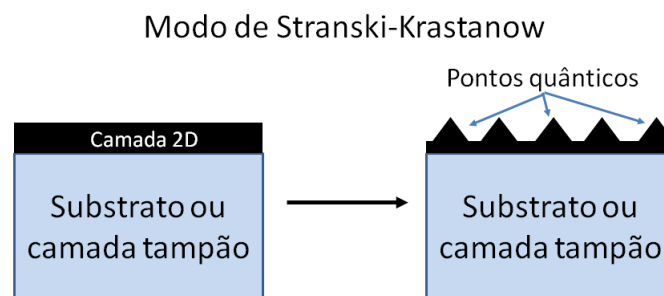 Modo de Stranski-Krastanow
Pontos quânticos
Camada 2D
Substrato ou
camada tampão
Substrato ou
camada tampão